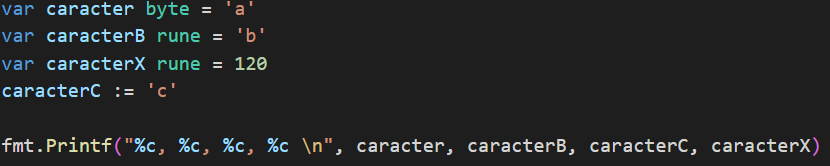 var caracter byte = 'a'
var caracterB rune = 'b'
var caracterX rune = 120
caracterC := 'c'
fmt.Printf("%c, %c, %c, %c \n", caracter, caracterB, caracterC, caracterX)